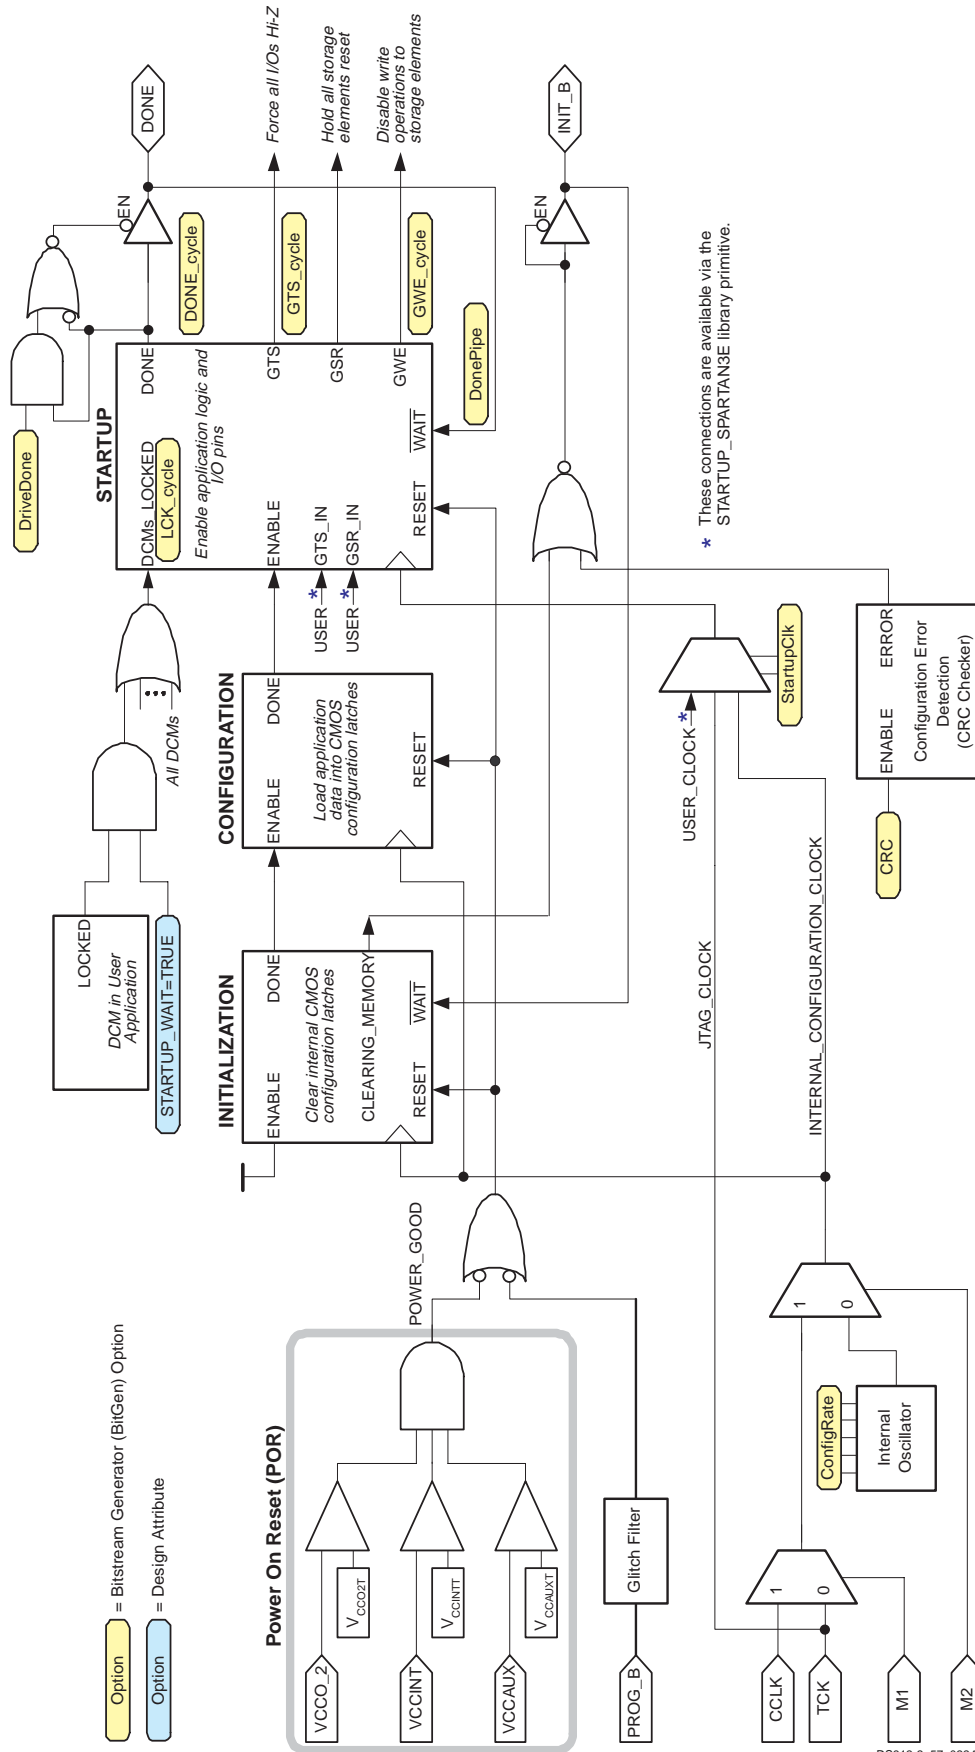 Option
= Bitstream Generator (BitGen) Option
Option
= Design Attribute
Power On Reset (POR)
VCCO_2
VCCO2T
VCCINT
VCCINTT
VCCAUX
VCCAUXT
POWER_GOOD
PROG_B
Glitch Filter
CCLK
TCK
M1
M2
1
0
ConfigRate
Internal
Oscillator
1
0
INTERNAL_CONFIGURATION_CLOCK
JTAG_CLOCK
USER_CLOCK
*
StartupClk
DCM in User
Application
LOCKED
STARTUP_WAIT=TRUE
All DCMs
INITIALIZATION
ENABLE
DONE
Clear internal CMOS
configuration latches
CLEARING_MEMORY
RESET
WAIT
CONFIGURATION
ENABLE
DONE
Load application
data into CMOS
configuration latches
RESET
STARTUP
DCMs_LOCKED
LCK_cycle
DONE
Enable application logic and
I/O pins
ENABLE
GTS
USER
*
GTS_IN
USER
*
GSR_IN
GSR
GWE
RESET
WAIT
DriveDone
EN
DONE
DONE_cycle
GTS_cycle
GWE_cycle
DonePipe
Force all I/Os Hi-Z
Hold all storage
elements reset
Disable write
operations to
storage elements
EN
INIT_B
* These connections are available via the
STARTUP_SPARTAN3E library primitive.
CRC
ENABLE
ERROR
Configuration Error
Detection
(CRC Checker)